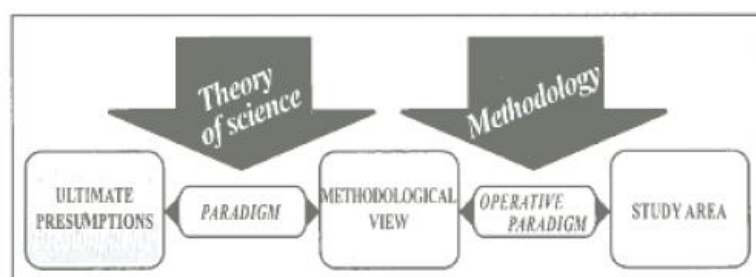 Theory
of science
Methodology
ULTIMATE
PRESUMPTIONS
PARADIGM
METHODOLOGICAL
VIEW
OPERATIVE
PARADIGM
STUDY AREA